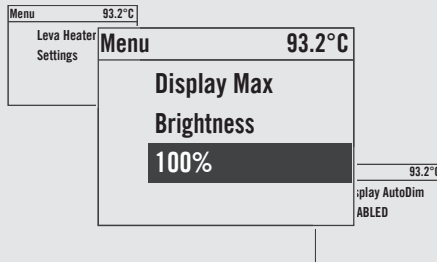 Menu 93.2°C
Leva Heater
Settings
Menu 93.2°C
Display Max
Brightness
100%
93.2°C
splay AutoDim
ABLED